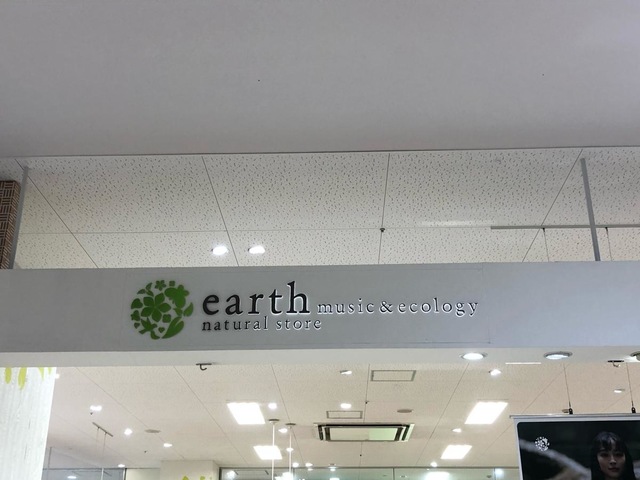 earth music & ecology
natural store